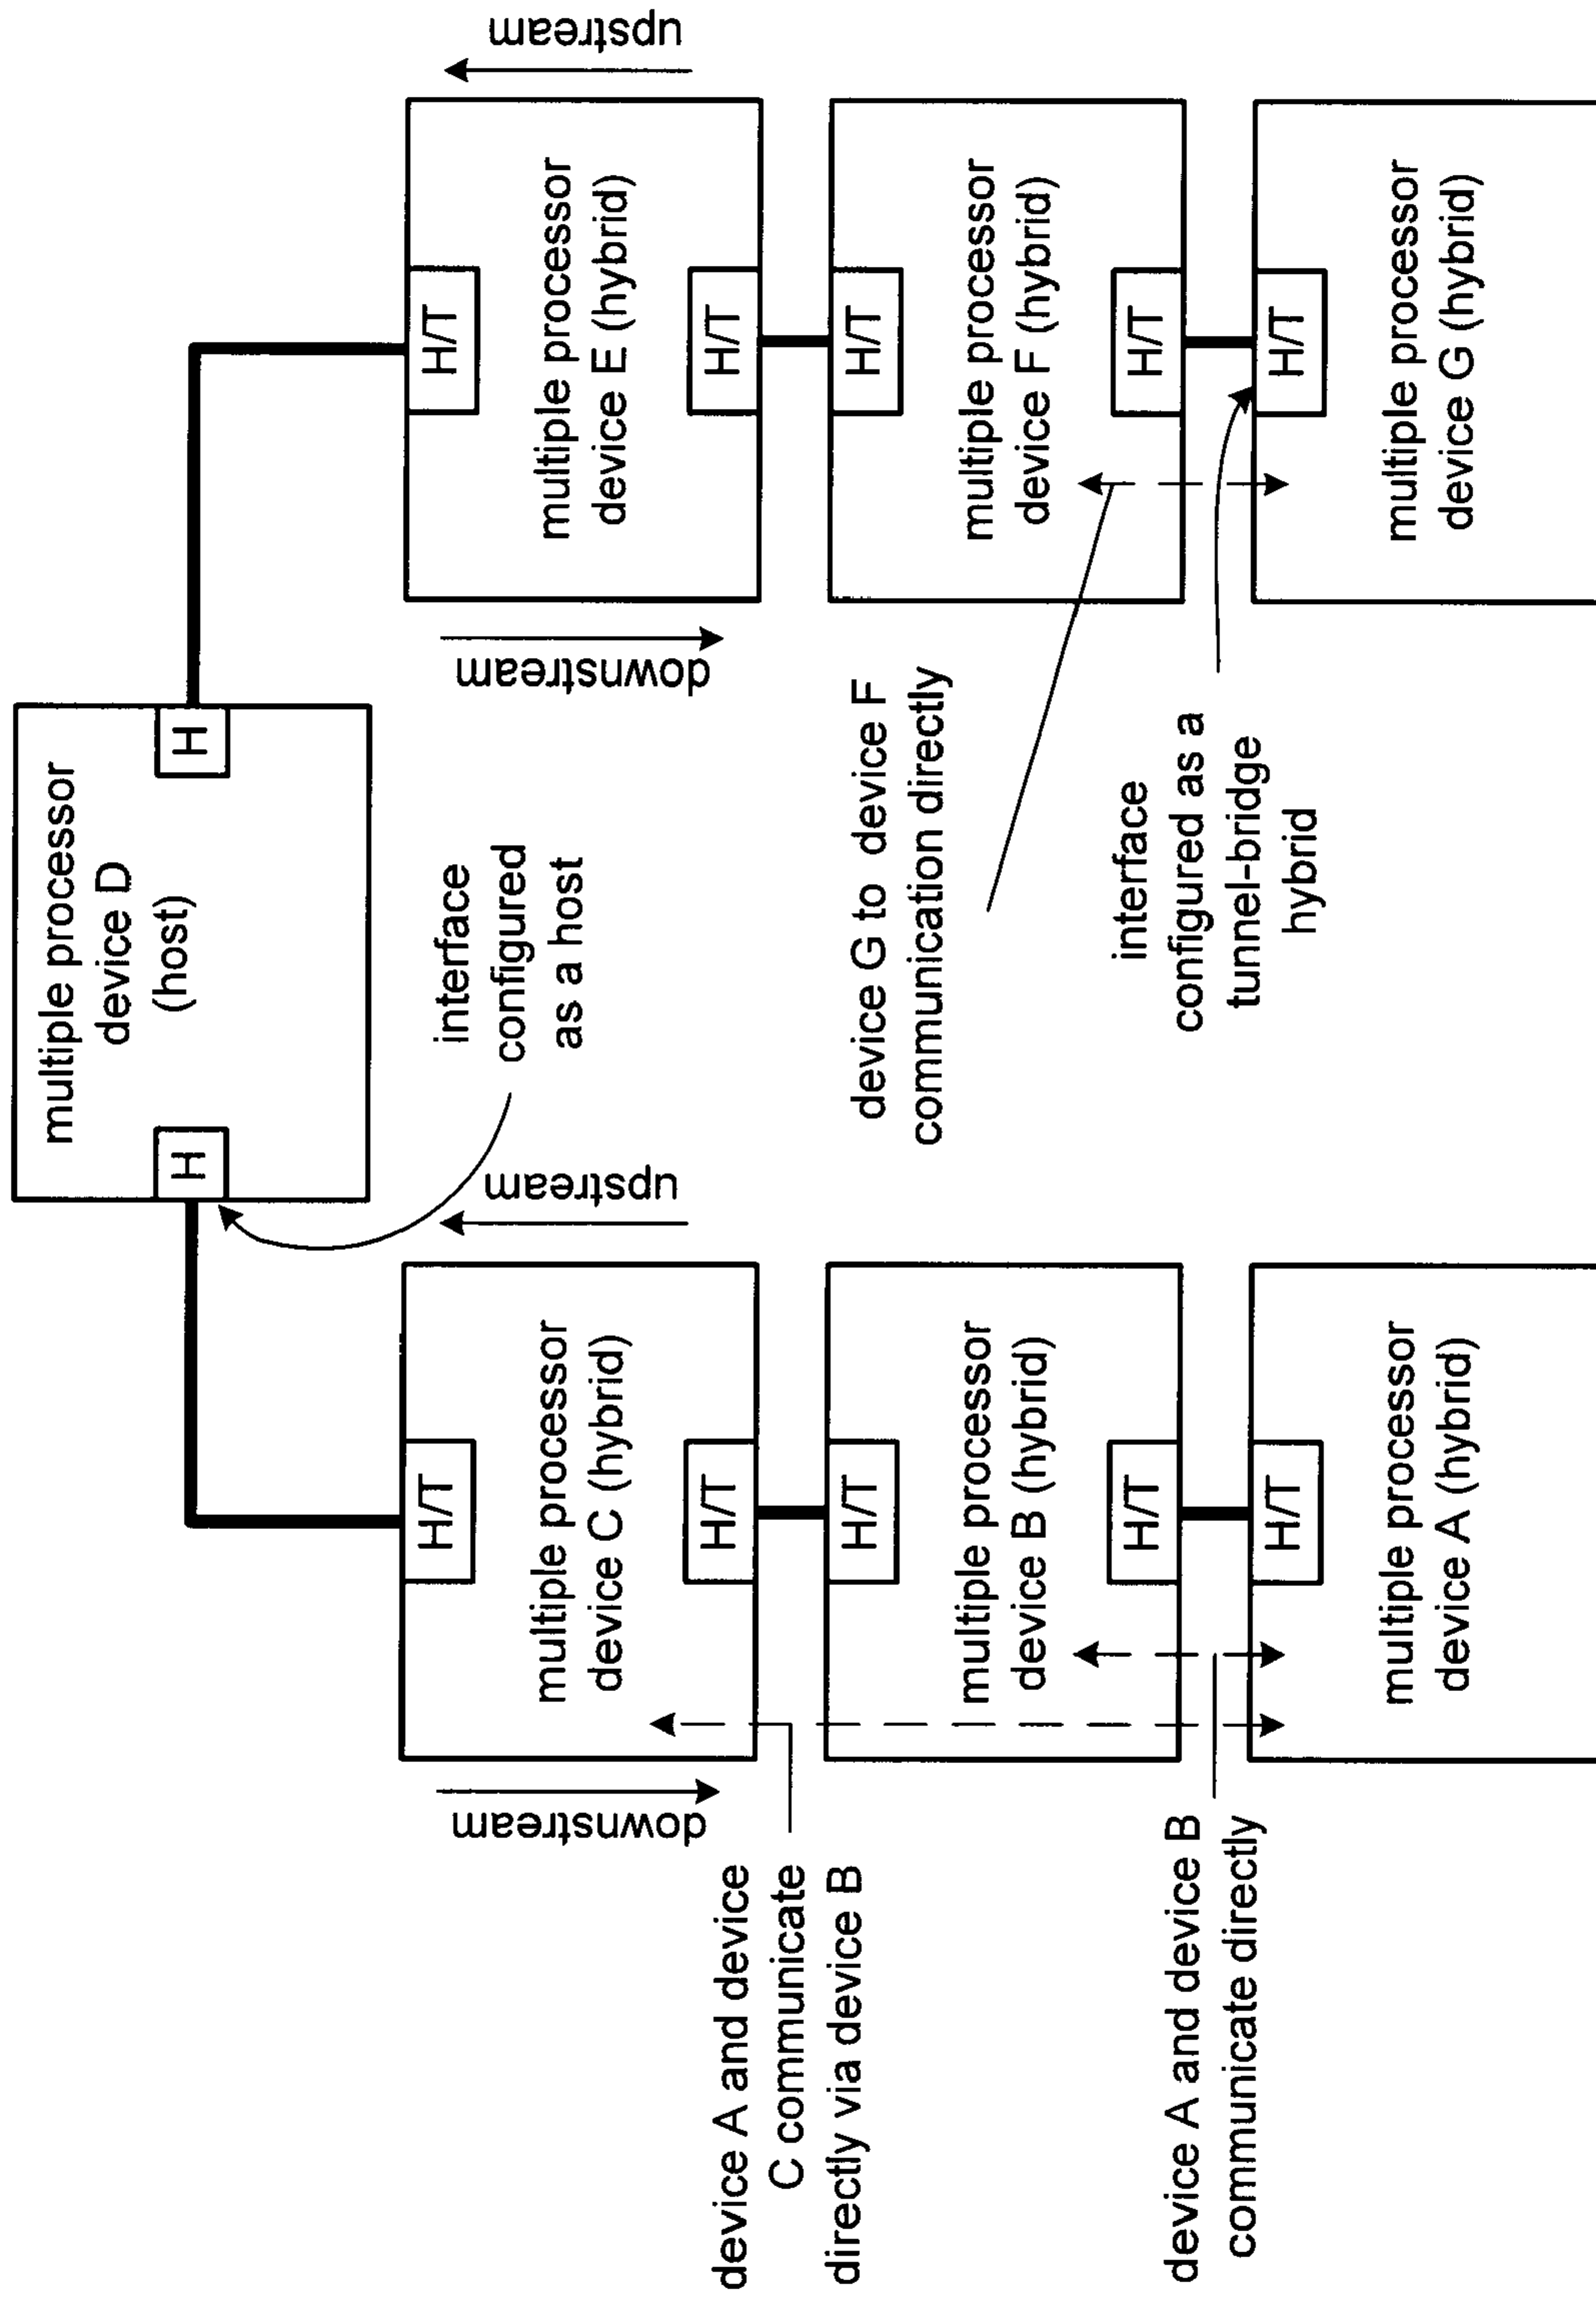 multiple processor
device D
(host)
H
H
interface
configured
as a host
upstream
upstream
downstream
downstream
H/T
multiple processor
device C (hybrid)
H/T
H/T
multiple processor
device E (hybrid)
H/T
device A and device
C communicate
directly via device B
H/T
multiple processor
device B (hybrid)
H/T
device G to device F
communication directly
H/T
multiple processor
device F (hybrid)
H/T
device A and device B
communicate directly
interface
configured as a
tunnel-bridge
hybrid
H/T
multiple processor
device A (hybrid)
H/T
multiple processor
device G (hybrid)